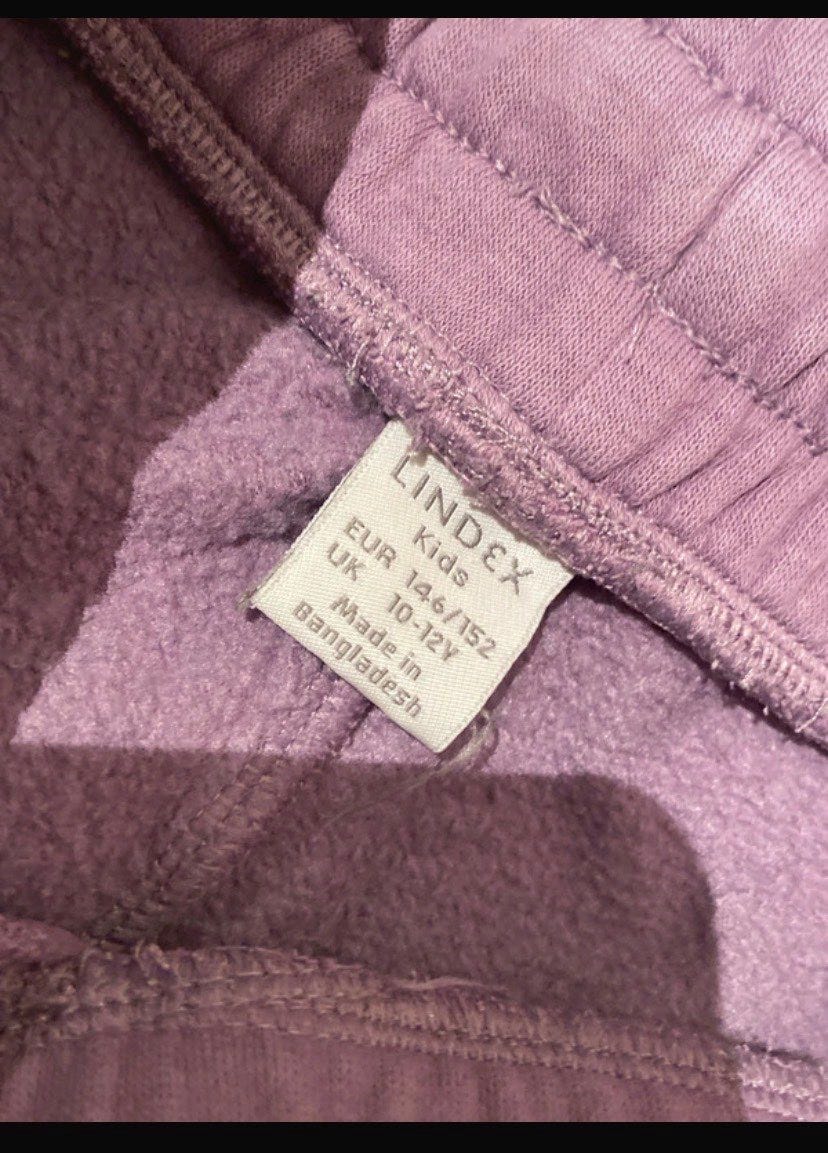 LINDEX
Kids
EUR 146/152
UK 10-12Y
Made in
Bangladesh